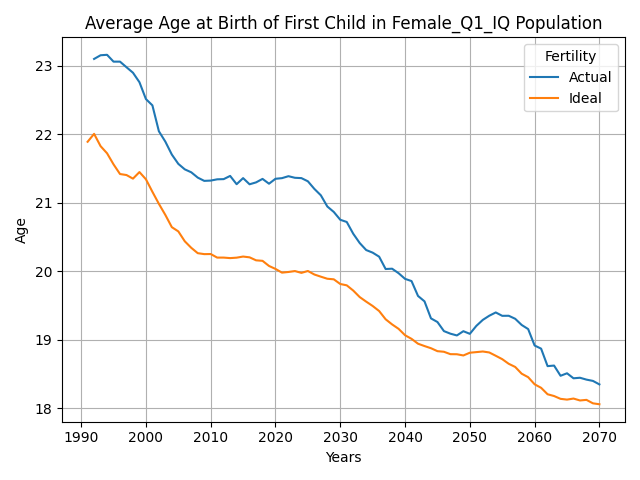 Average Age at Birth of First Child in Female_Q1_IQ Population
Fertility
Actual
Ideal
Age
23
22
21
20
19
18
1990 2000 2010 2020 2030 2040 2050 2060 2070
Years